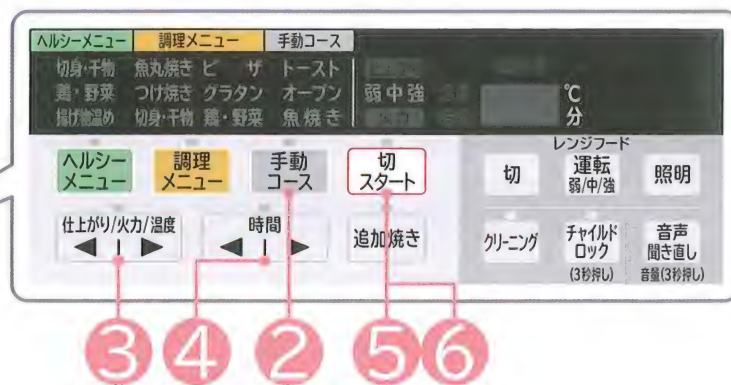 ヘルシーメニュー 調理メニュー 手動コース
切身・干物 魚丸焼き ピ ザ トースト
鶏・野菜 つけ焼き グラタン オーブン 弱中強 ℃
揚げ物温め 切身・干物 鶏・野菜 魚焼き 分
レンジフード
ヘルシー
メニュー
調理
メニュー
手動
コース
切
スタート
切
運転
弱/中/強
照明
仕上がり/火力/温度
◀ ▶
時間
◀ ▶
追加焼き
クリーニング
チャイルド
ロック
(3秒押し)
音声
聞き直し
音量(3秒押し)
3 4 2 5 6